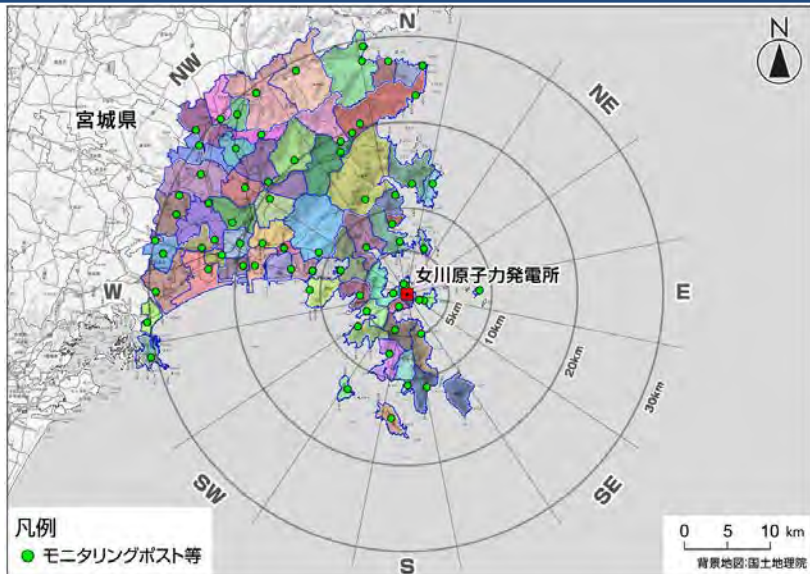 N
N
NW
NE
宮城県
女川原子力発電所
W
E
5km
10km
20km
30km
SW
SE
S
凡例
モニタリングポスト等
0 5 10 km
背景地図:国土地理院